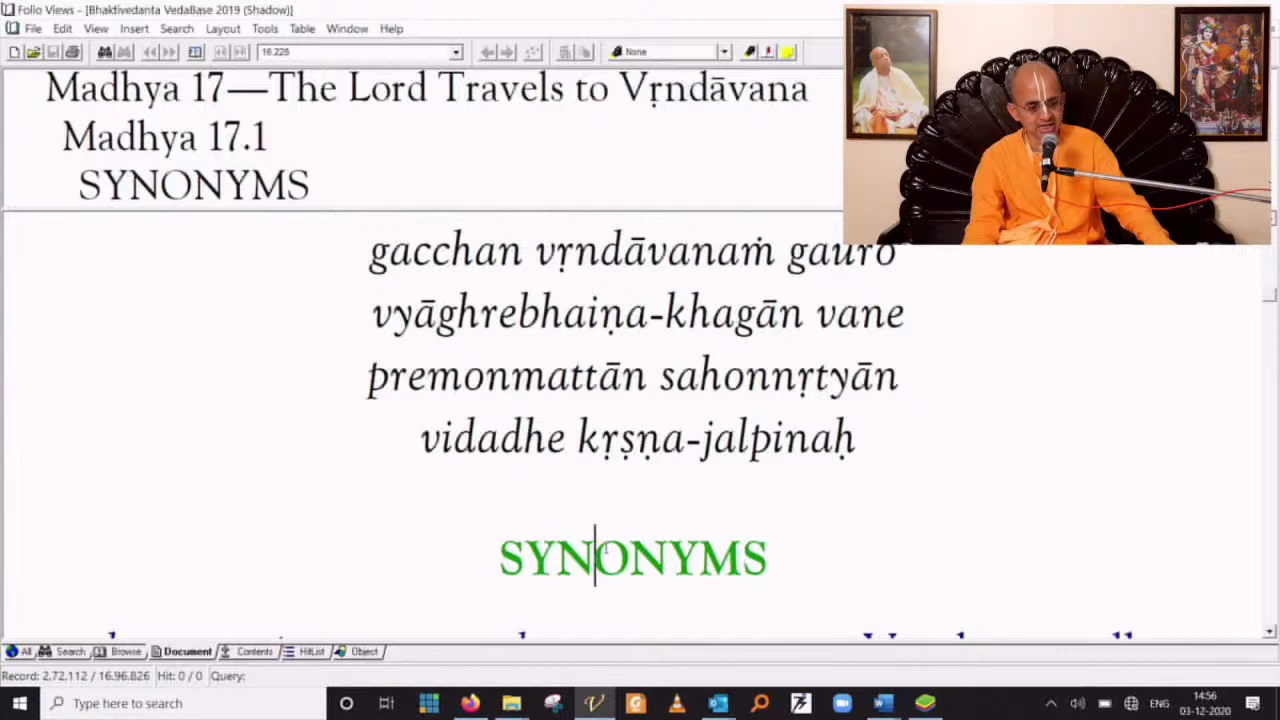 Folio Views - [Bhaktivedanta VedaBase 2019 (Shadow)]
File Edit View Insert Search Layout Tools Table Window Help
16.228
None
Madhya 17—The Lord Travels to Vṛndāvana
Madhya 17.1
SYNONYMS
gacchan vṛndāvanaṁ gauro
vyāghrebhaiṇa-khagān vane
premonmattān sahonnṛtyān
vidadhe kṛṣṇa-jalpinaḥ
SYNONYMS
All Search Browse Document Contents HitList Object
Record: 2,72,112 / 16.96.826 Hit: 0 / 0 Query:
Type here to search
ENG
14:56
03-12-2020